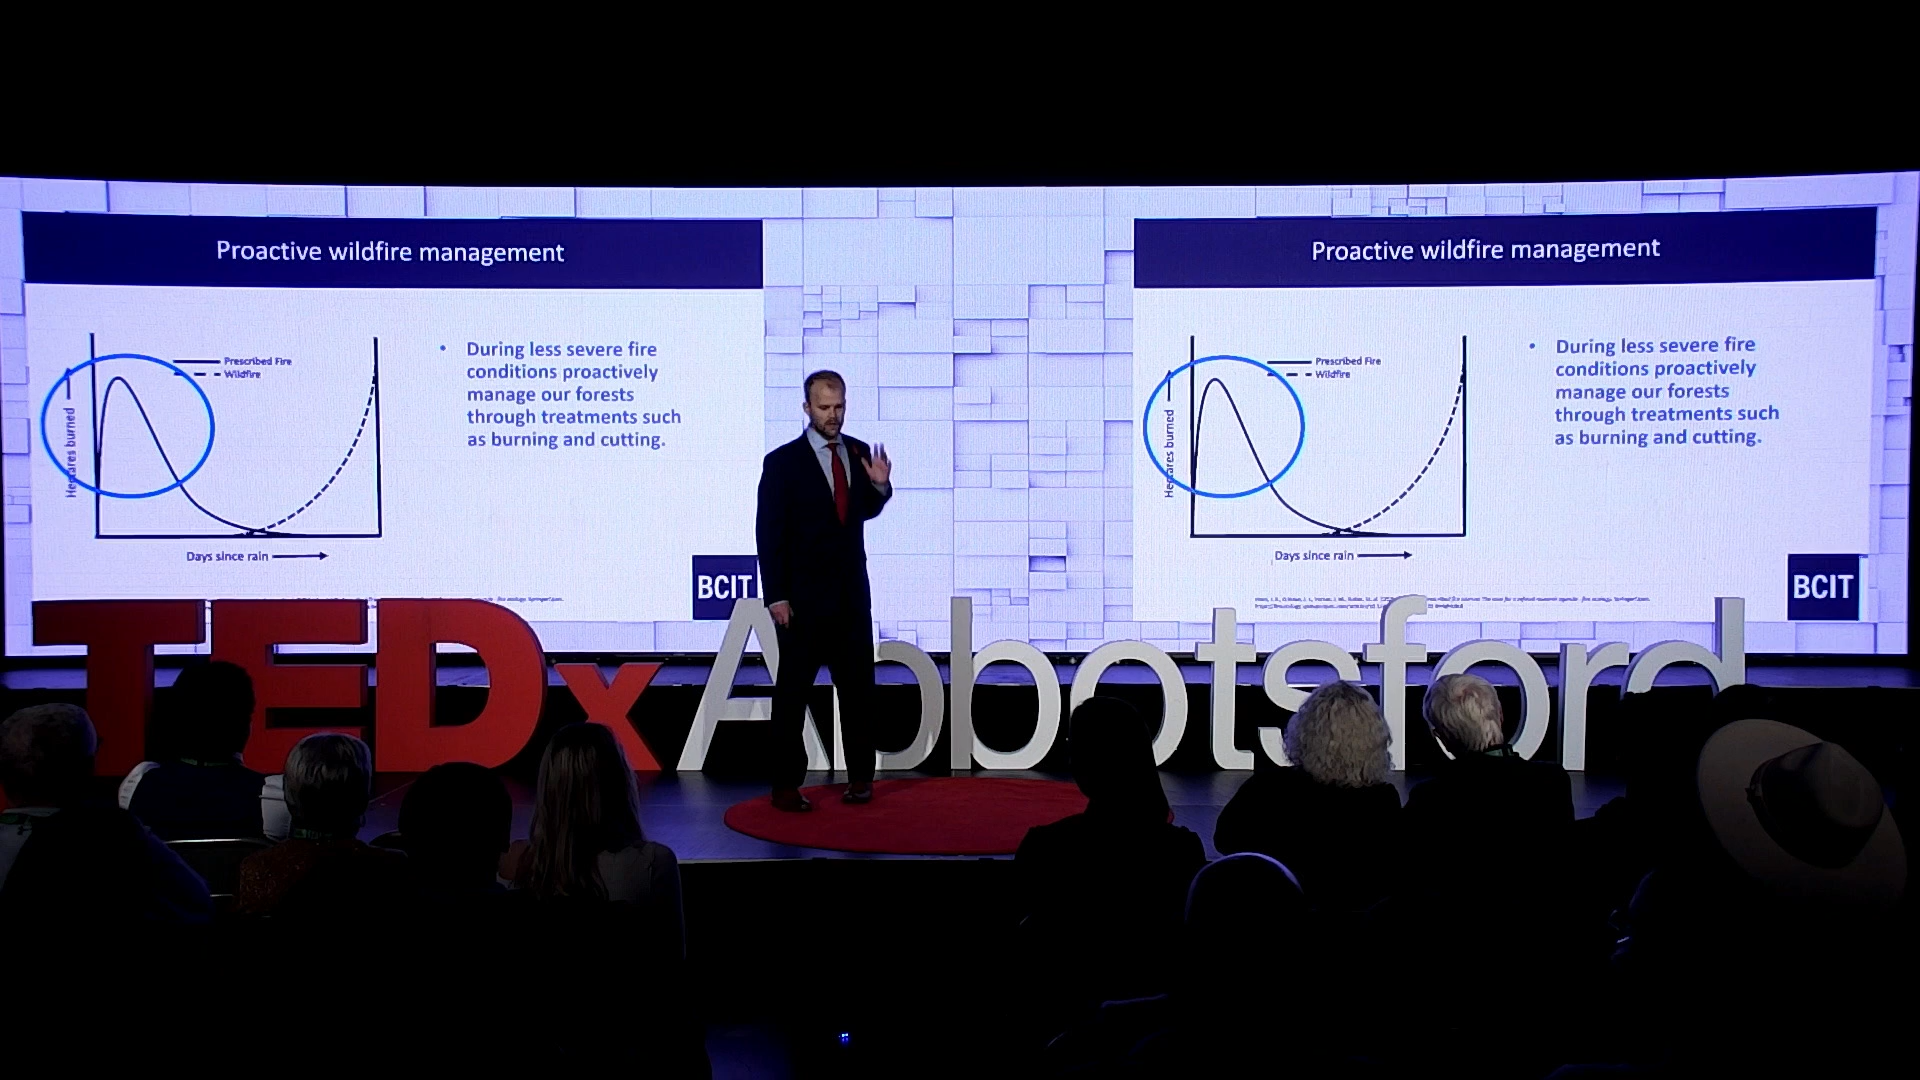 Proactive wildfire management
Prescribed Fire
Wildfire
Hectares burned
Days since rain
• During less severe fire
conditions proactively
manage our forests
through treatments such
as burning and cutting.
BCIT
Proactive wildfire management
Prescribed Fire
Wildfire
Hectares burned
Days since rain
• During less severe fire
conditions proactively
manage our forests
through treatments such
as burning and cutting.
BCIT
TEDxAbbotsford